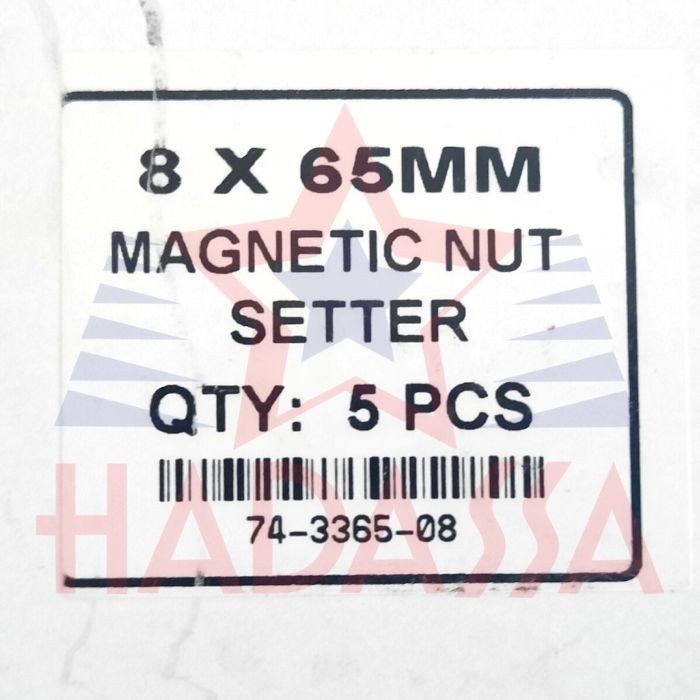 8 X 65MM
MAGNETIC NUT
SETTER
QTY: 5 PCS
74-3365-08
HADASSA